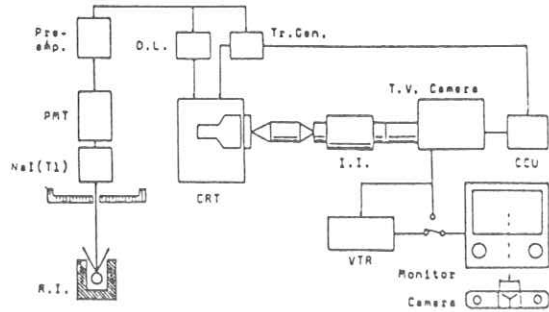 Pre-
amp.
D.L.
Tr.Gen.
PMT
T.V. Camera
NaI(Tl)
CRT
I.I.
CCU
VTR
R.I.
Monitor
Camera